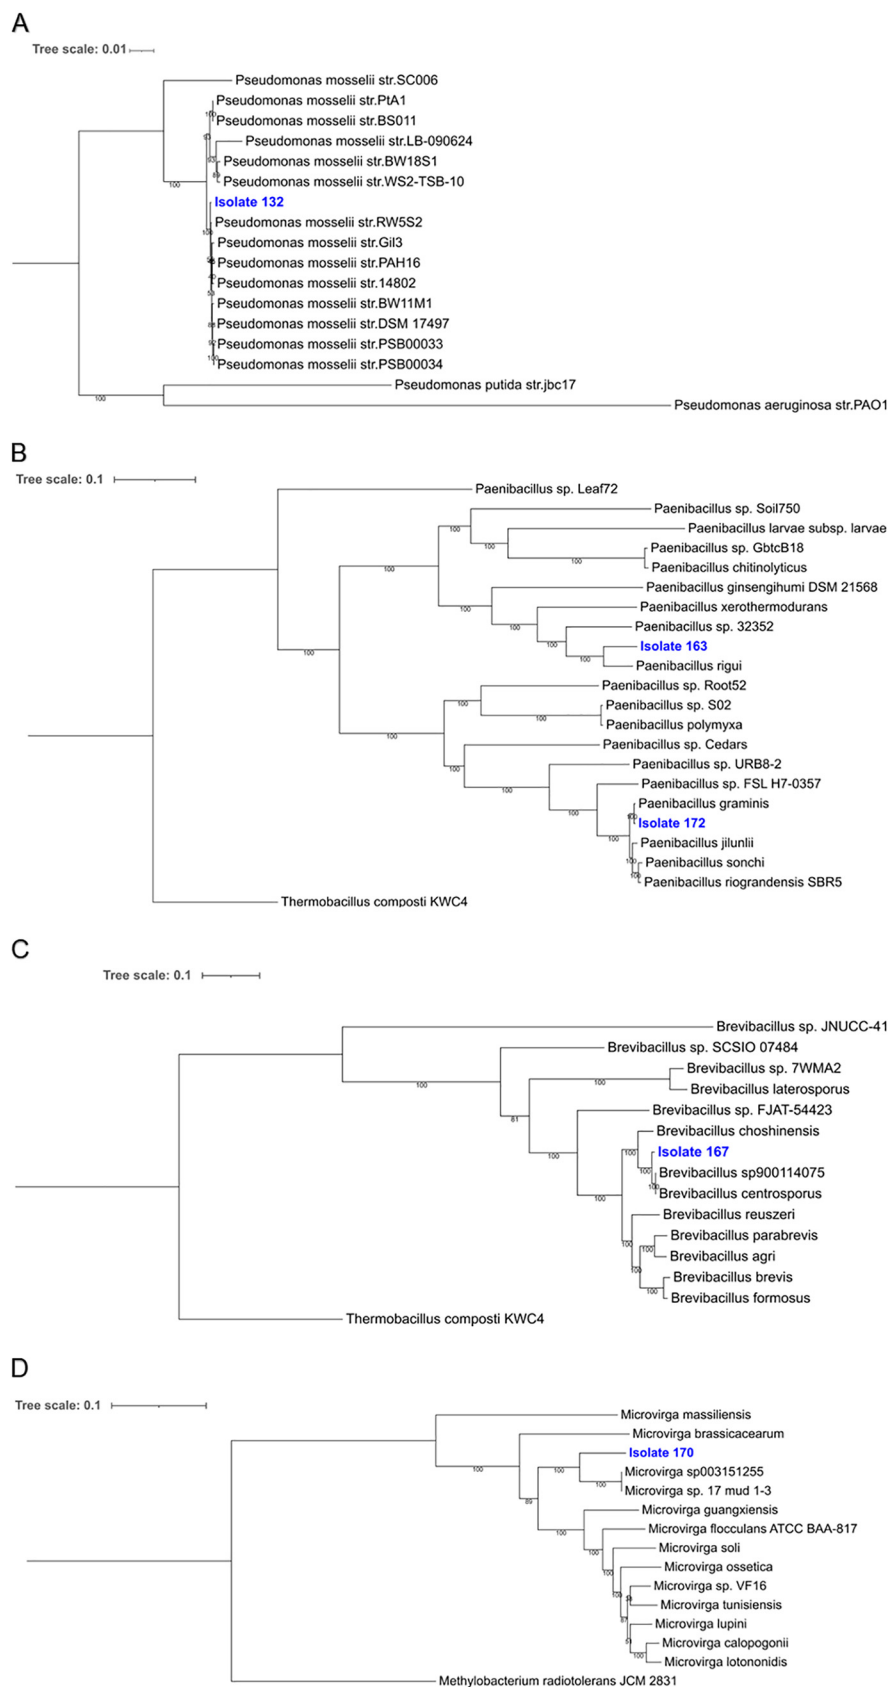 A
Tree scale: 0.01
Pseudomonas mosselii str.SC006
Pseudomonas mosselii str.PtA1
Pseudomonas mosselii str.BS011
Pseudomonas mosselii str.LB-090624
Pseudomonas mosselii str.BW18S1
Pseudomonas mosselii str.WS2-TSB-10
100
Isolate 132
Pseudomonas mosselii str.RW5S2
Pseudomonas mosselii str.Gil3
Pseudomonas mosselii str.PAH16
Pseudomonas mosselii str.14802
Pseudomonas mosselii str.BW11M1
Pseudomonas mosselii str.DSM 17497
Pseudomonas mosselii str.PSB00033
Pseudomonas mosselii str.PSB00034
Pseudomonas putida str.jbc17
100
Pseudomonas aeruginosa str.PAO1
B
Tree scale: 0.1
Paenibacillus sp. Leaf72
Paenibacillus sp. Soil750
100
Paenibacillus larvae subsp. larvae
100
Paenibacillus sp. GbtcB18
100
Paenibacillus chitinolyticus
100
Paenibacillus ginsengihumi DSM 21568
100
Paenibacillus xerothermodurans
100
Paenibacillus sp. 32352
100
Isolate 163
100
Paenibacillus rigui
100
Paenibacillus sp. Root52
100
Paenibacillus sp. S02
100
Paenibacillus polymyxa
100
Paenibacillus sp. Cedars
100
Paenibacillus sp. URB8-2
100
Paenibacillus sp. FSL H7-0357
100
Paenibacillus graminis
Isolate 172
100
Paenibacillus jilunlii
100
Paenibacillus sonchi
100
Paenibacillus riograndensis SBR5
Thermobacillus composti KWC4
C
Tree scale: 0.1
Brevibacillus sp. JNUCC-41
Brevibacillus sp. SCSIO 07484
Brevibacillus sp. 7WMA2
100
100
Brevibacillus laterosporus
Brevibacillus sp. FJAT-54423
81
Brevibacillus choshinensis
100
Isolate 167
100
100
Brevibacillus sp900114075
Brevibacillus centrosporus
100
Brevibacillus reuszeri
Brevibacillus parabrevis
100
100
Brevibacillus agri
100
Brevibacillus brevis
100
Brevibacillus formosus
Thermobacillus composti KWC4
D
Tree scale: 0.1
Microvirga massiliensis
Microvirga brassicacearum
Isolate 170
100
100
Microvirga sp003151255
100
Microvirga sp. 17 mud 1-3
89
Microvirga guangxiensis
Microvirga flocculans ATCC BAA-817
100
Microvirga soli
100
Microvirga ossetica
100
Microvirga sp. VF16
100
Microvirga tunisiensis
87
Microvirga lupini
Microvirga calopogonii
100
Microvirga lotononidis
Methylobacterium radiotolerans JCM 2831